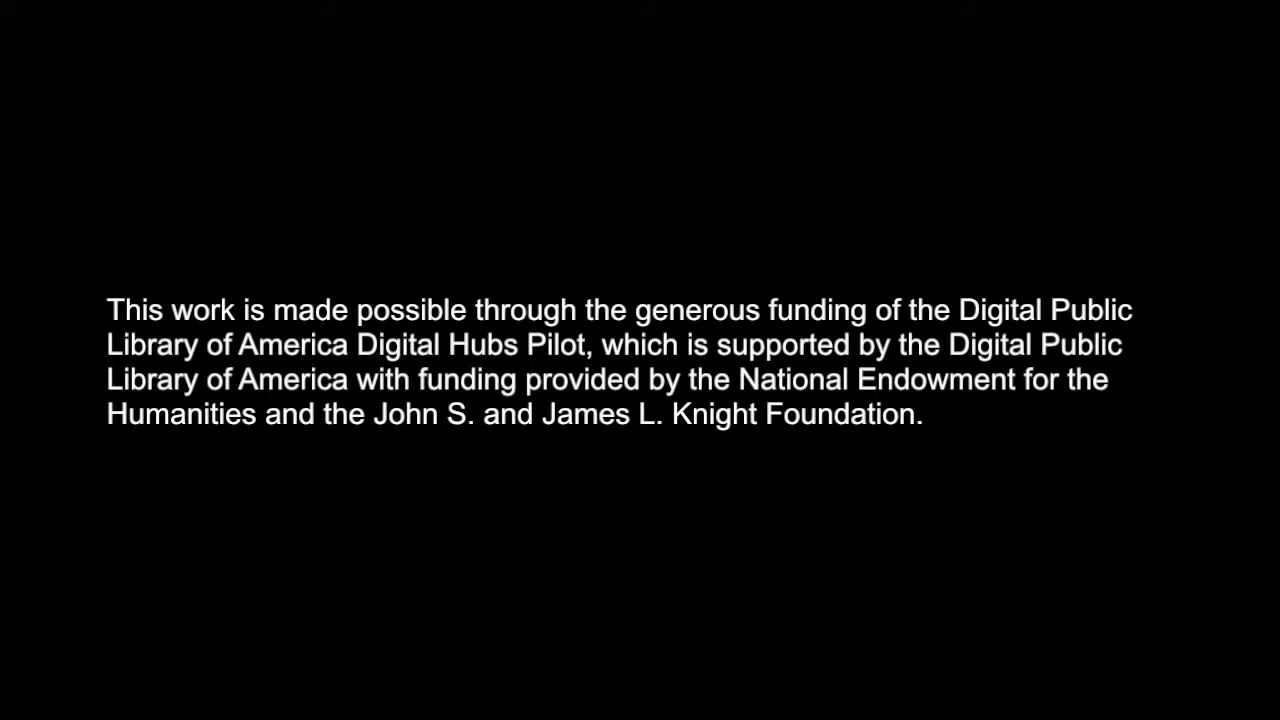 This work is made possible through the generous funding of the Digital Public
Library of America Digital Hubs Pilot, which is supported by the Digital Public
Library of America with funding provided by the National Endowment for the
Humanities and the John S. and James L. Knight Foundation.